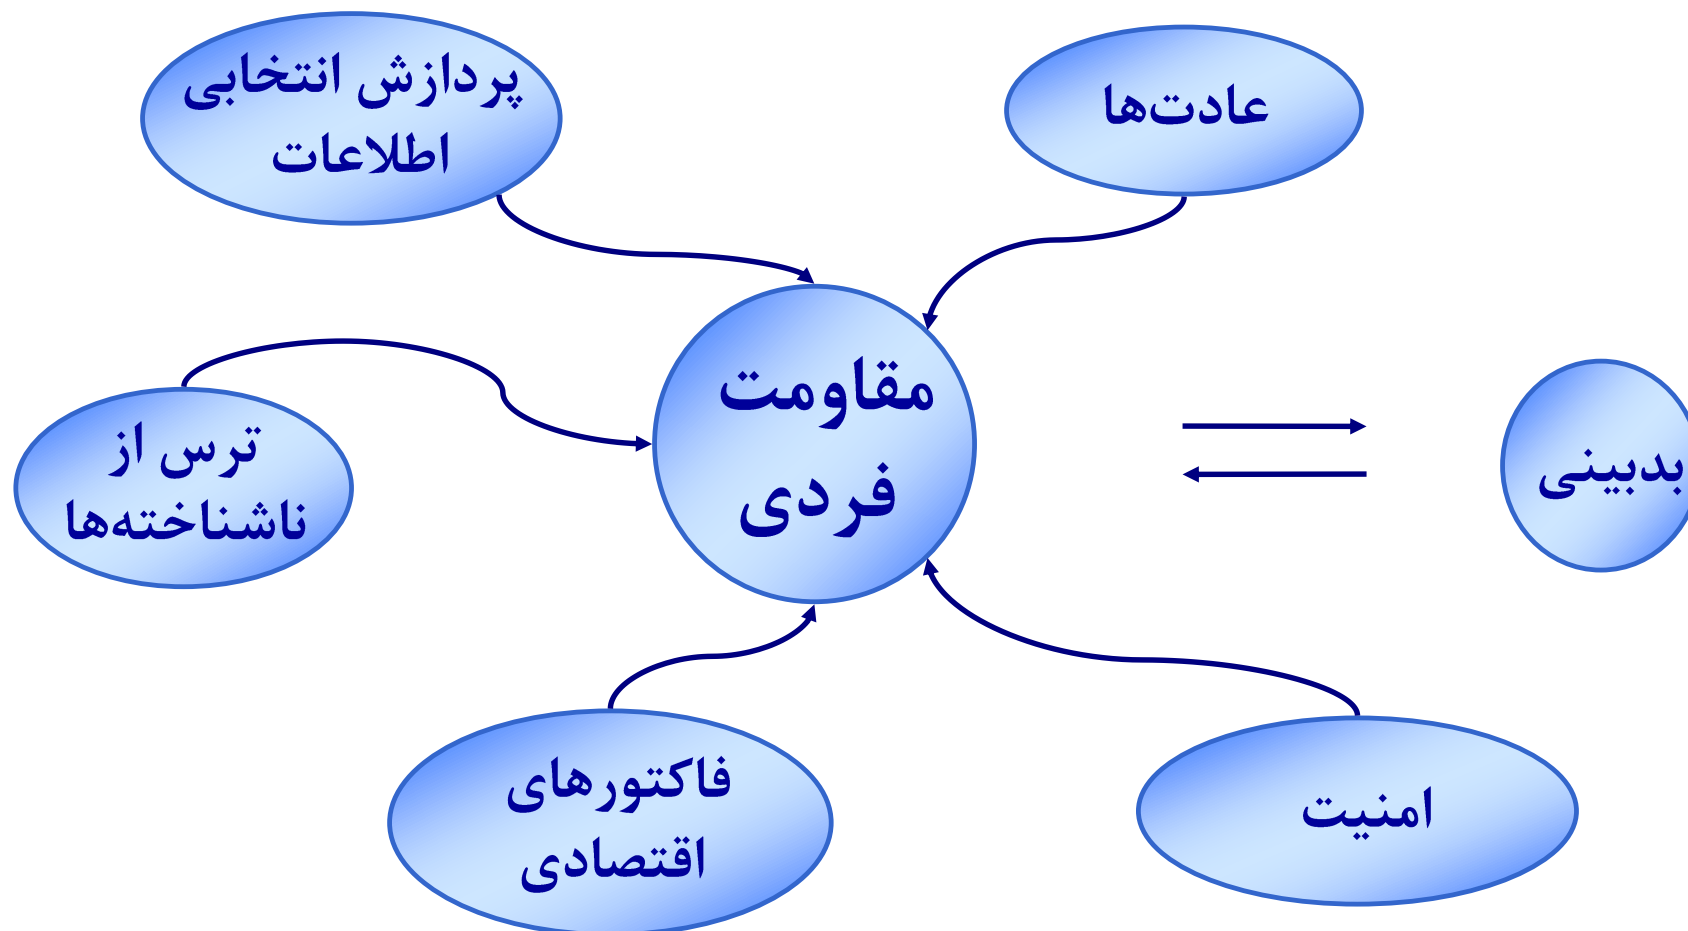 عادت‌ها
پردازش انتخابی
اطلاعات
مقاومت
فردی
بدبینی
ترس از
ناشناخته‌ها
امنیت
فاکتورهای
اقتصادی